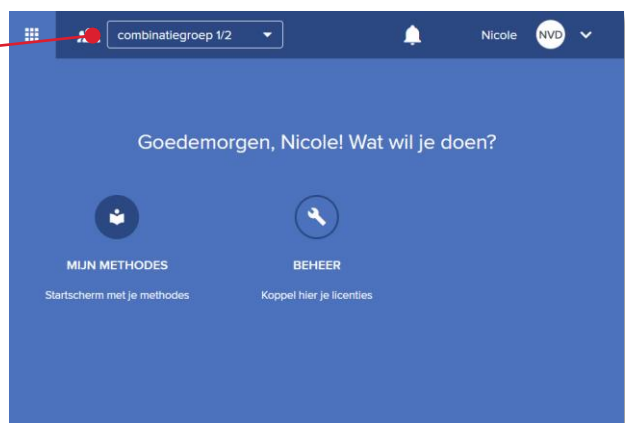 combinatiegroep 1/2
Nicole
NVD
Goedemorgen, Nicole! Wat wil je doen?
MIJN METHODES
BEHEER
Startscherm met je methodes
Koppel hier je licenties